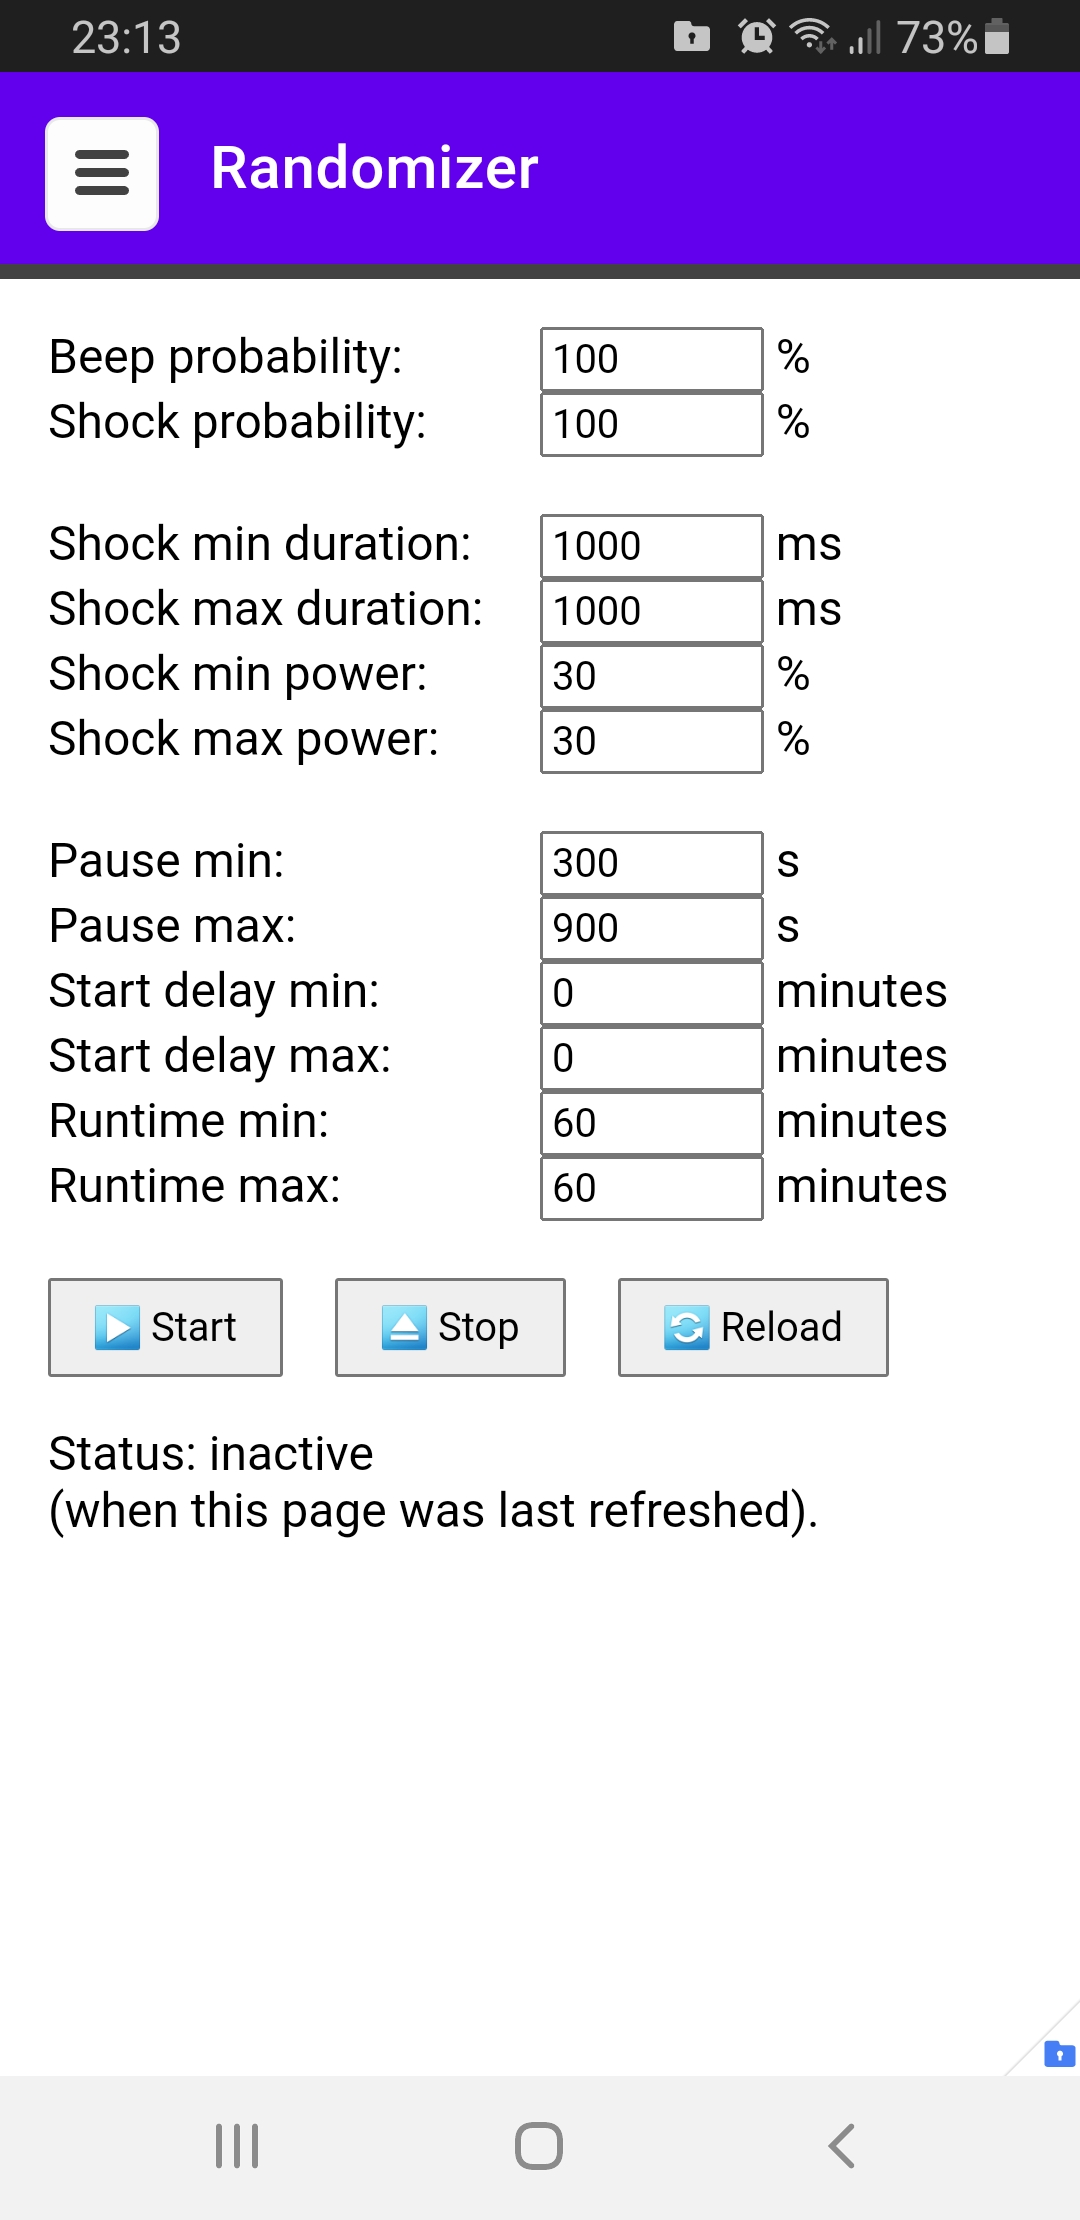 23:13 73%
Randomizer
Beep probability: 100 %
Shock probability: 100 %
Shock min duration: 1000 ms
Shock max duration: 1000 ms
Shock min power: 30 %
Shock max power: 30 %
Pause min: 300 s
Pause max: 900 s
Start delay min: 0 minutes
Start delay max: 0 minutes
Runtime min: 60 minutes
Runtime max: 60 minutes
Start Stop Reload
Status: inactive
(when this page was last refreshed).